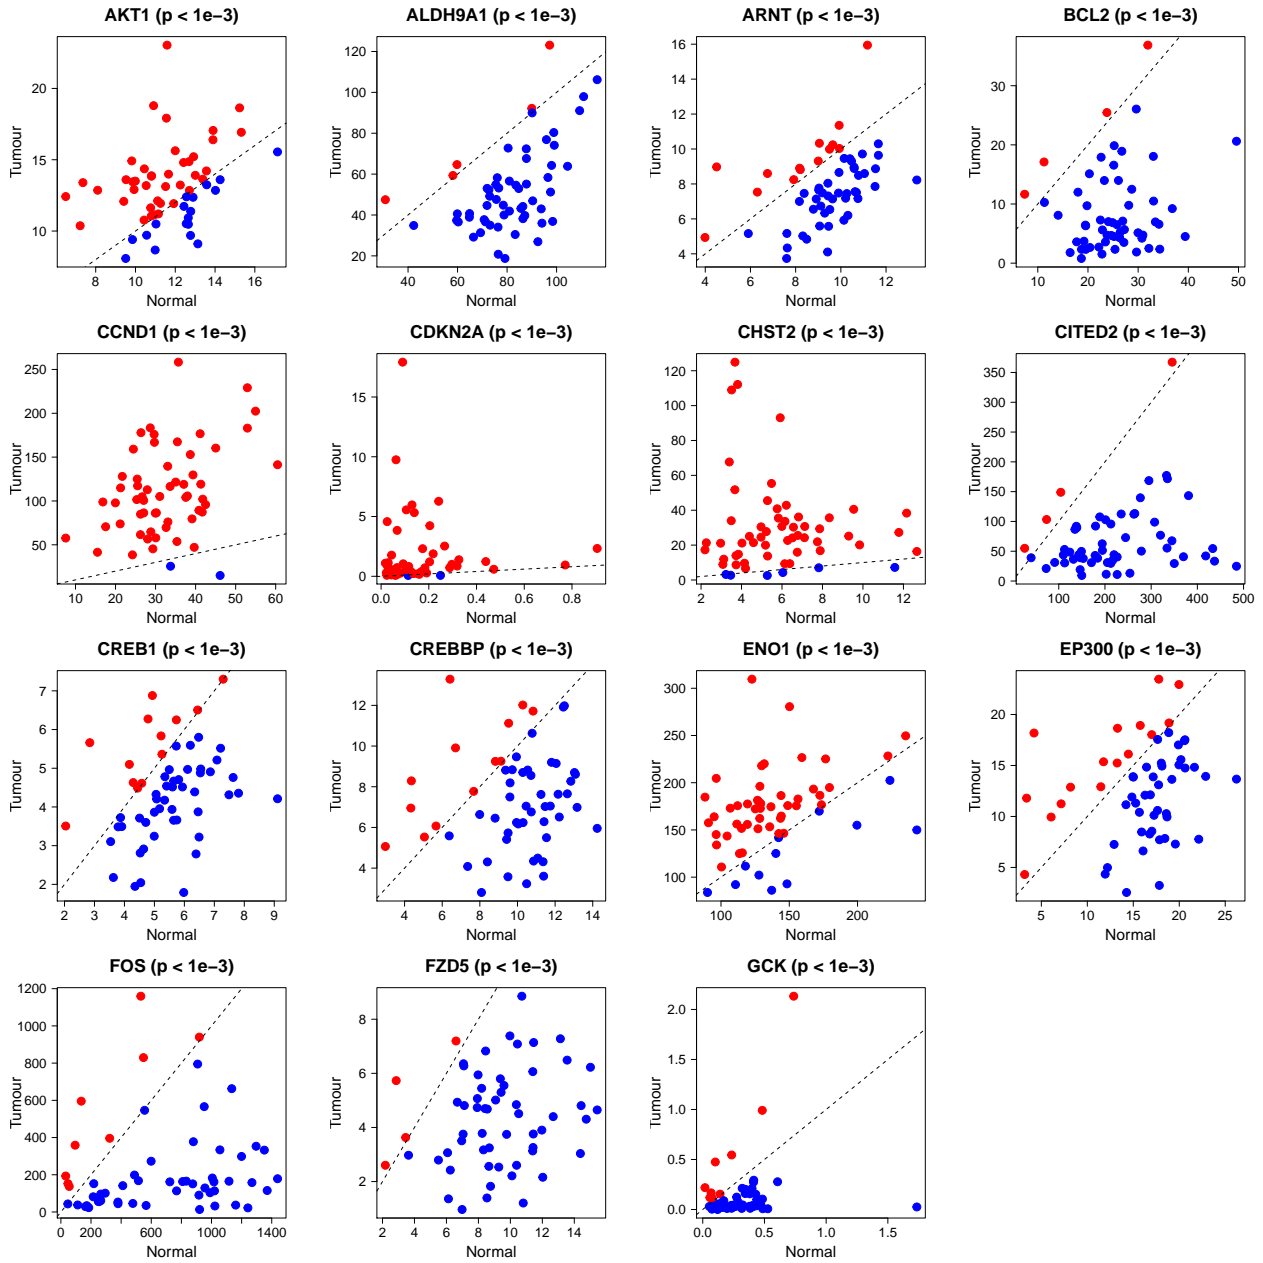 AKT1 (p < 1e−3) ALDH9A1 (p < 1e−3) ARNT (p < 1e−3) BCL2 (p < 1e−3)
Tumour 10 15 20 Tumour 20 40 60 80 100 120 Tumour 4 6 8 10 12 14 16 Tumour 0 10 20 30
8 10 12 14 16 40 60 80 100 4 6 8 10 12 10 20 30 40 50
Normal Normal Normal Normal
CCND1 (p < 1e−3) CDKN2A (p < 1e−3) CHST2 (p < 1e−3) CITED2 (p < 1e−3)
Tumour 50 100 150 200 250 Tumour 0 5 10 15 Tumour 0 20 40 60 80 100 120 Tumour 0 50 100 150 200 250 300 350
10 20 30 40 50 60 0.0 0.2 0.4 0.6 0.8 2 4 6 8 10 12 100 200 300 400 500
Normal Normal Normal Normal
CREB1 (p < 1e−3) CREBBP (p < 1e−3) ENO1 (p < 1e−3) EP300 (p < 1e−3)
Tumour 2 3 4 5 6 7 Tumour 4 6 8 10 12 Tumour 100 150 200 250 300 Tumour 5 10 15 20
2 3 4 5 6 7 8 9 4 6 8 10 12 14 100 150 200 5 10 15 20 25
Normal Normal Normal Normal
FOS (p < 1e−3) FZD5 (p < 1e−3) GCK (p < 1e−3)
Tumour 0 200 400 600 800 1000 1200 Tumour 2 4 6 8 Tumour 0.0 0.5 1.0 1.5 2.0
0 200 400 600 800 1000 1400 2 4 6 8 10 12 14 0.0 0.5 1.0 1.5
Normal Normal Normal